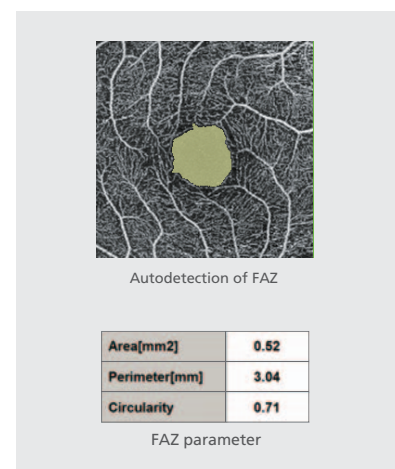 Autodetection of FAZ
Area[mm2] 0.52
Perimeter[mm] 3.04
Circularity 0.71
FAZ parameter